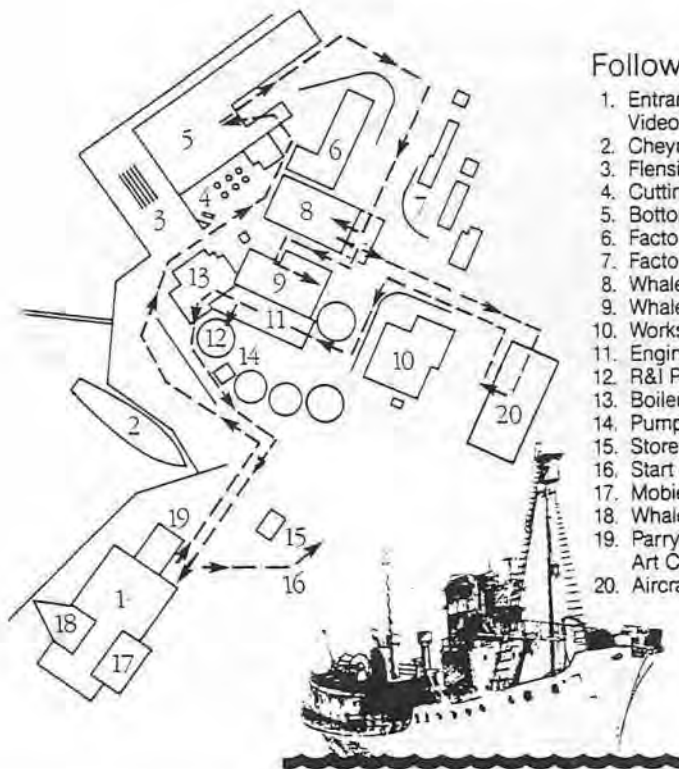 Follow
1. Entran
Video
2. Cheyn
3. Flensi
4. Cutting
5. Botto
6. Facto
7. Facto
8. Whale
9. Whale
10. Works
11. Engin
12. R&I P
13. Boiler
14. Pump
15. Store
16. Start
17. Mobie
18. Whale
19. Parry
Art C
20. Aircra
5
6
4
3
8
7
13
9
11
12
14
10
20
2
19
15
16
1
18
17